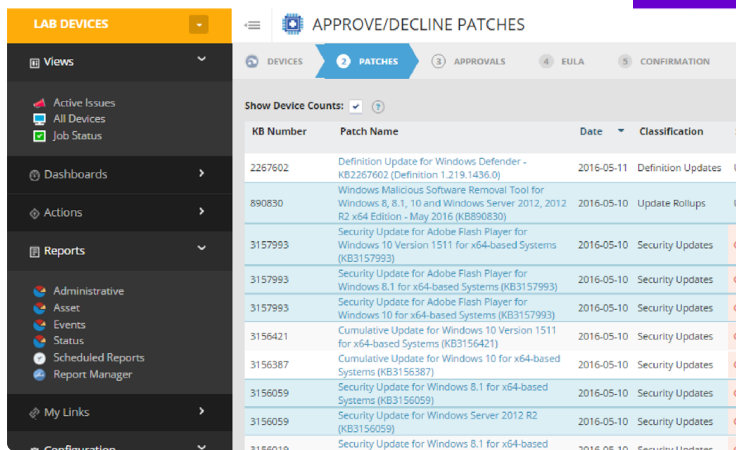 LAB DEVICES
Views
Active Issues
All Devices
Job Status
Dashboards
Actions
Reports
Administrative
Asset
Events
Status
Scheduled Reports
Report Manager
My Links
Configuration
APPROVE/DECLINE PATCHES
DEVICES 2 PATCHES 3 APPROVALS 4 EULA 5 CONFIRMATION
Show Device Counts: ?
KB Number Patch Name Date Classification
2267602 Definition Update for Windows Defender - 2016-05-11 Definition Updates
KB2267602 (Definition 1.219.1436.0)
Windows Malicious Software Removal Tool for
890830 Windows 8, 8.1, 10 and Windows Server 2012, 2012 2016-05-10 Update Rollups
R2 x64 Edition - May 2016 (KB890830)
Security Update for Adobe Flash Player for
3157993 Windows 10 Version 1511 for x64-based Systems 2016-05-10 Security Updates
(KB3157993)
3157993 Security Update for Adobe Flash Player for 2016-05-10 Security Updates
Windows 8.1 for x64-based Systems (KB3157993)
3157993 Security Update for Adobe Flash Player for 2016-05-10 Security Updates
Windows 10 for x64-based Systems (KB3157993)
3156421 Cumulative Update for Windows 10 Version 1511 2016-05-10 Security Updates
for x64-based Systems (KB3156421)
3156387 Cumulative Update for Windows 10 for x64-based 2016-05-10 Security Updates
Systems (KB3156387)
3156059 Security Update for Windows 8.1 for x64-based 2016-05-10 Security Updates
Systems (KB3156059)
3156059 Security Update for Windows Server 2012 R2 2016-05-10 Security Updates
(KB3156059)
3156019 Security Update for Windows 8.1 for x64-based 2016-05-10 Security Updates